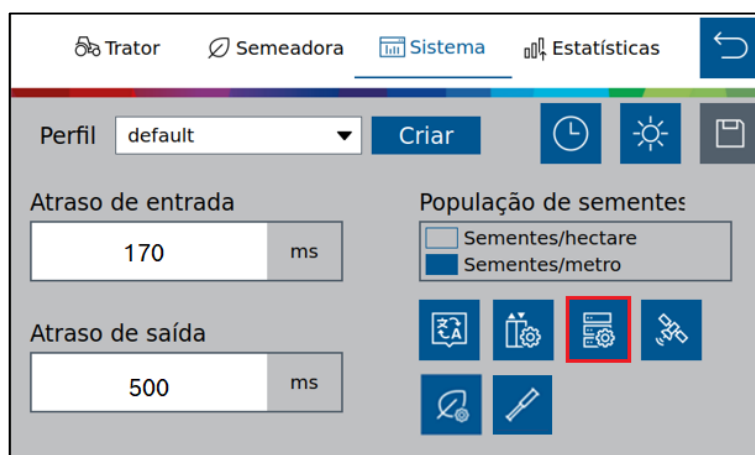 Trator Semeadora Sistema Estatísticas
Perfil default Criar
Atraso de entrada
170 ms
População de sementes
Sementes/hectare
Sementes/metro
Atraso de saída
500 ms